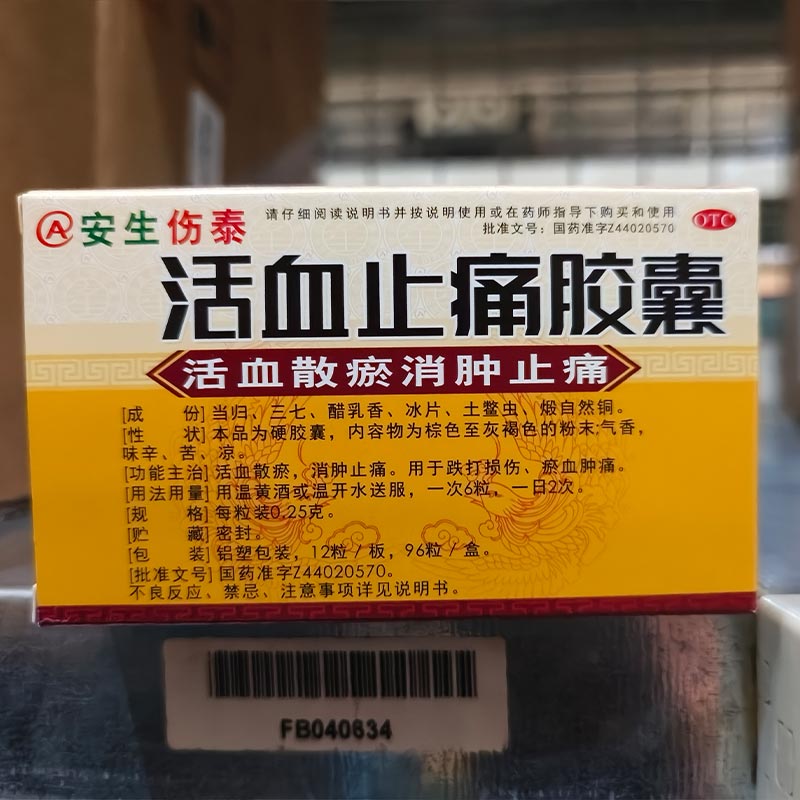 A 安生伤泰
请仔细阅读说明书并按说明使用或在药师指导下购买和使用
批准文号：国药准字Z44020570
OTC
活血止痛胶囊
活血散瘀消肿止痛
[成 份] 当归、三七、醋乳香、冰片、土鳖虫、煅自然铜。
[性 状] 本品为硬胶囊，内容物为棕色至灰褐色的粉末;气香，
味辛、苦、凉。
[功能主治] 活血散瘀，消肿止痛。用于跌打损伤、瘀血肿痛。
[用法用量] 用温黄酒或温开水送服，一次6粒，一日2次。
[规 格] 每粒装0.25克。
[贮 藏] 密封。
[包 装] 铝塑包装，12粒/板，96粒/盒。
[批准文号] 国药准字Z44020570。
不良反应、禁忌、注意事项详见说明书。
FB040634